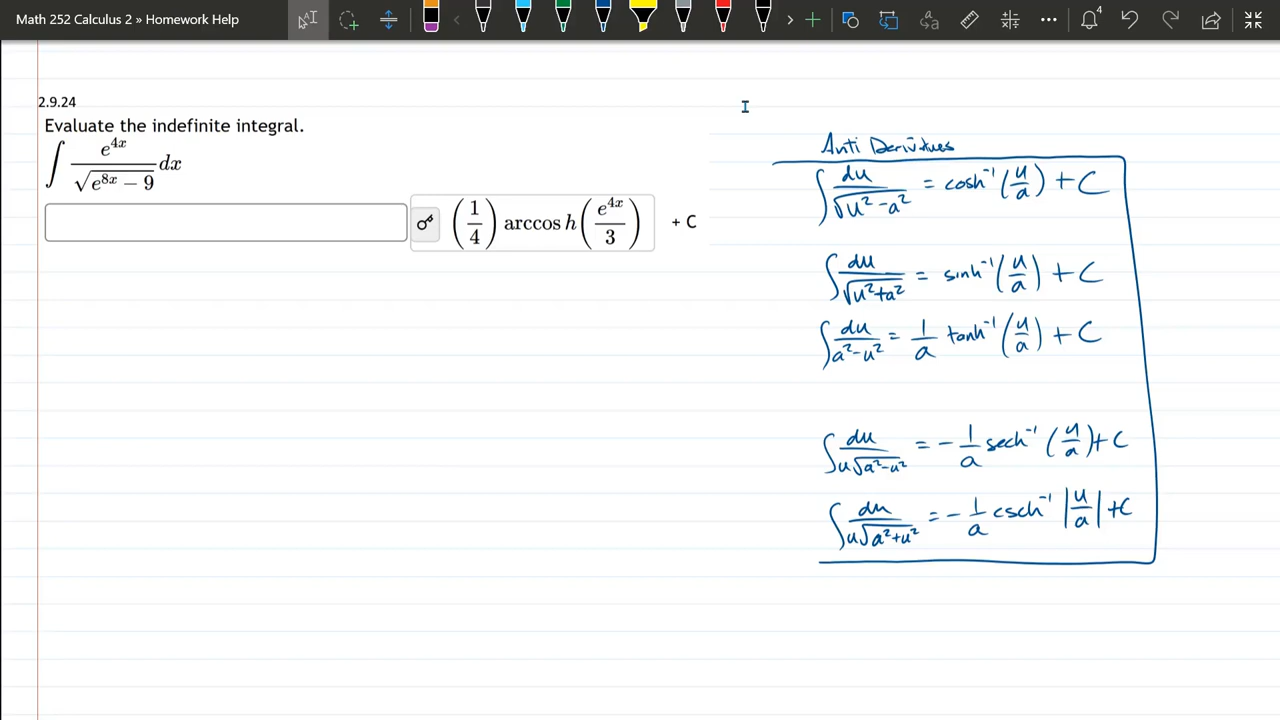 Math 252 Calculus 2 » Homework Help
4
2.9.24
Evaluate the indefinite integral.
∫ e^{4x} / √(e^{8x} − 9) dx
(1/4) arccos h (e^{4x}/3) + C
Anti Derivitives
∫ du/√(u² − a²) = cosh⁻¹(u/a) + C
∫ du/√(u² + a²) = sinh⁻¹(u/a) + C
∫ du/(a² − u²) = 1/a tanh⁻¹(u/a) + C
∫ du/(u√(a² − u²)) = − 1/a sech⁻¹(u/a) + C
∫ du/(u√(a² + u²)) = − 1/a csch⁻¹|u/a| + C